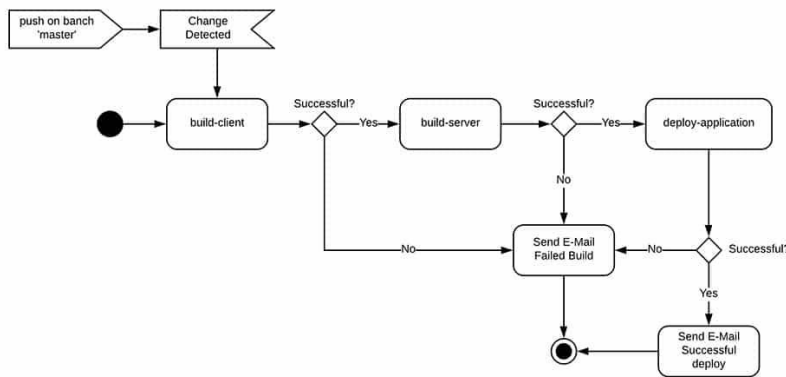 push on banch
'master'
Change
Detected
build-client
Successful?
Yes
build-server
Successful?
Yes
deploy-application
No
No
Send E-Mail
Failed Build
No
Successful?
Yes
Send E-Mail
Successful
deploy